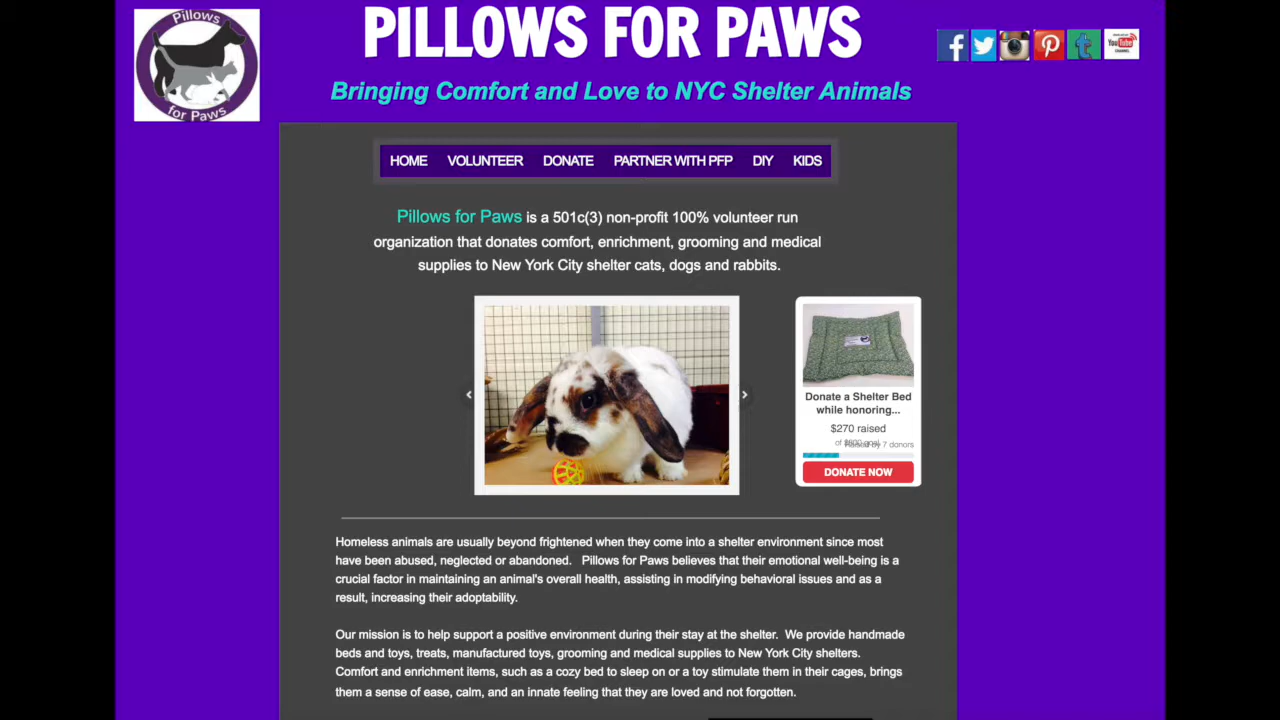 Pillows
for Paws
PILLOWS FOR PAWS
Bringing Comfort and Love to NYC Shelter Animals
You Tube
HOME VOLUNTEER DONATE PARTNER WITH PFP DIY KIDS
Pillows for Paws is a 501c(3) non-profit 100% volunteer run
organization that donates comfort, enrichment, grooming and medical
supplies to New York City shelter cats, dogs and rabbits.
Donate a Shelter Bed
while honoring...
$270 raised
of $800 goal
Raised by 7 donors
DONATE NOW
Homeless animals are usually beyond frightened when they come into a shelter environment since most
have been abused, neglected or abandoned. Pillows for Paws believes that their emotional well-being is a
crucial factor in maintaining an animal's overall health, assisting in modifying behavioral issues and as a
result, increasing their adoptability.
Our mission is to help support a positive environment during their stay at the shelter. We provide handmade
beds and toys, treats, manufactured toys, grooming and medical supplies to New York City shelters.
Comfort and enrichment items, such as a cozy bed to sleep on or a toy stimulate them in their cages, brings
them a sense of ease, calm, and an innate feeling that they are loved and not forgotten.